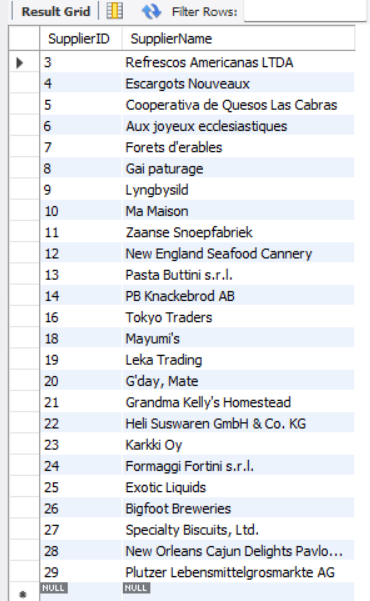 Result Grid Filter Rows:
SupplierID SupplierName
3 Refrescos Americanas LTDA
4 Escargots Nouveaux
5 Cooperativa de Quesos Las Cabras
6 Aux joyeux ecclesiastiques
7 Forets d'erables
8 Gai paturage
9 Lyngbysild
10 Ma Maison
11 Zaanse Snoepfabriek
12 New England Seafood Cannery
13 Pasta Buttini s.r.l.
14 PB Knackebrod AB
16 Tokyo Traders
18 Mayumi's
19 Leka Trading
20 G'day, Mate
21 Grandma Kelly's Homestead
22 Heli Suswaren GmbH & Co. KG
23 Karkki Oy
24 Formaggi Fortini s.r.l.
25 Exotic Liquids
26 Bigfoot Breweries
27 Specialty Biscuits, Ltd.
28 New Orleans Cajun Delights Pavlo...
29 Plutzer Lebensmittelgrosmarkte AG
NULL NULL